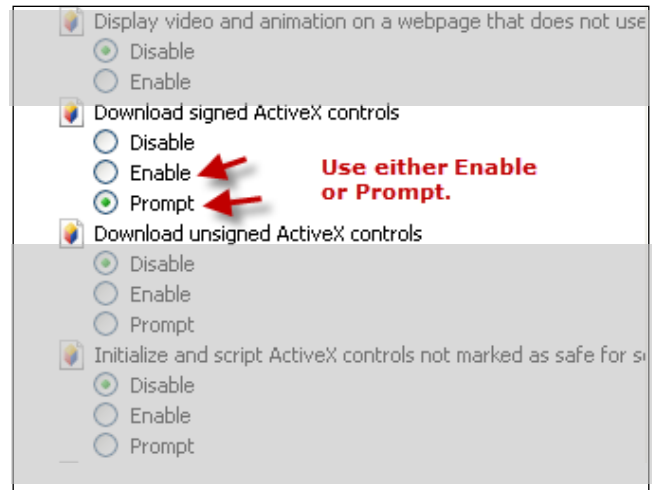 Display video and animation on a webpage that does not use
Disable
Enable
Download signed ActiveX controls
Disable
Enable
Prompt
Use either Enable
or Prompt.
Download unsigned ActiveX controls
Disable
Enable
Prompt
Initialize and script ActiveX controls not marked as safe for
Disable
Enable
Prompt